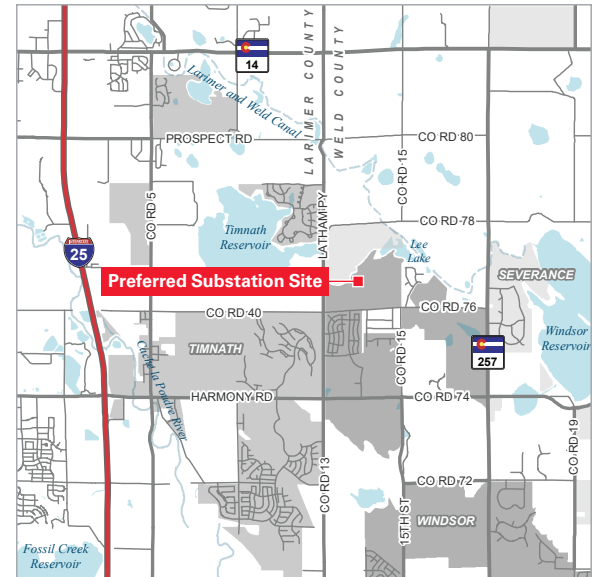 LARIMER COUNTY
WELD COUNTY
14
Larimer and Weld Canal
PROSPECT RD
CO RD 80
CO RD 15
CO RD 5
LATHAM PY
CO RD 78
Timnath
Reservoir
Lee
Lake
25
Preferred Substation Site
SEVERANCE
CO RD 40
CO RD 76
TIMNATH
CO RD 15
257
Windsor
Reservoir
Cache la Poudre River
HARMONY RD
CO RD 74
CO RD 19
CO RD 13
CO RD 72
15TH ST
WINDSOR
Fossil Creek
Reservoir